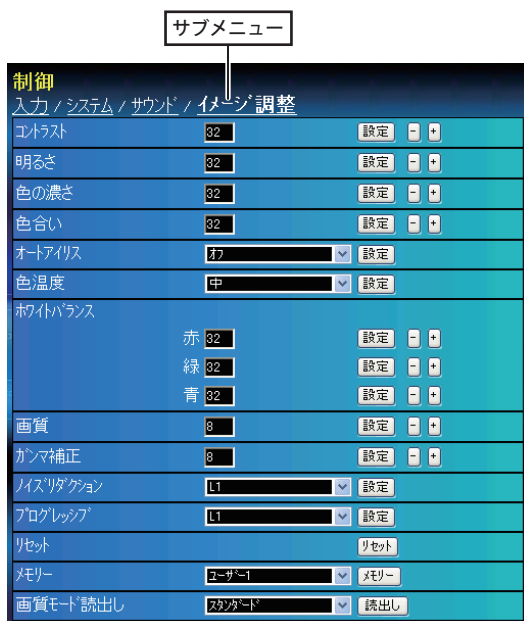 サブメニュー
制御
入力 / システム / サウンド / イメージ調整
コントラスト 32 設定 - +
明るさ 32 設定 - +
色の濃さ 32 設定 - +
色合い 32 設定 - +
オートアイリス オフ 設定
色温度 中 設定
ホワイトバランス
赤 32 設定 - +
緑 32 設定 - +
青 32 設定 - +
画質 8 設定 - +
ガンマ補正 8 設定 - +
ノイズリダクション L1 設定
プログレッシブ L1 設定
リセット リセット
メモリー ユーザー1 メモリー
画質モード読出し スタンダード 読出し